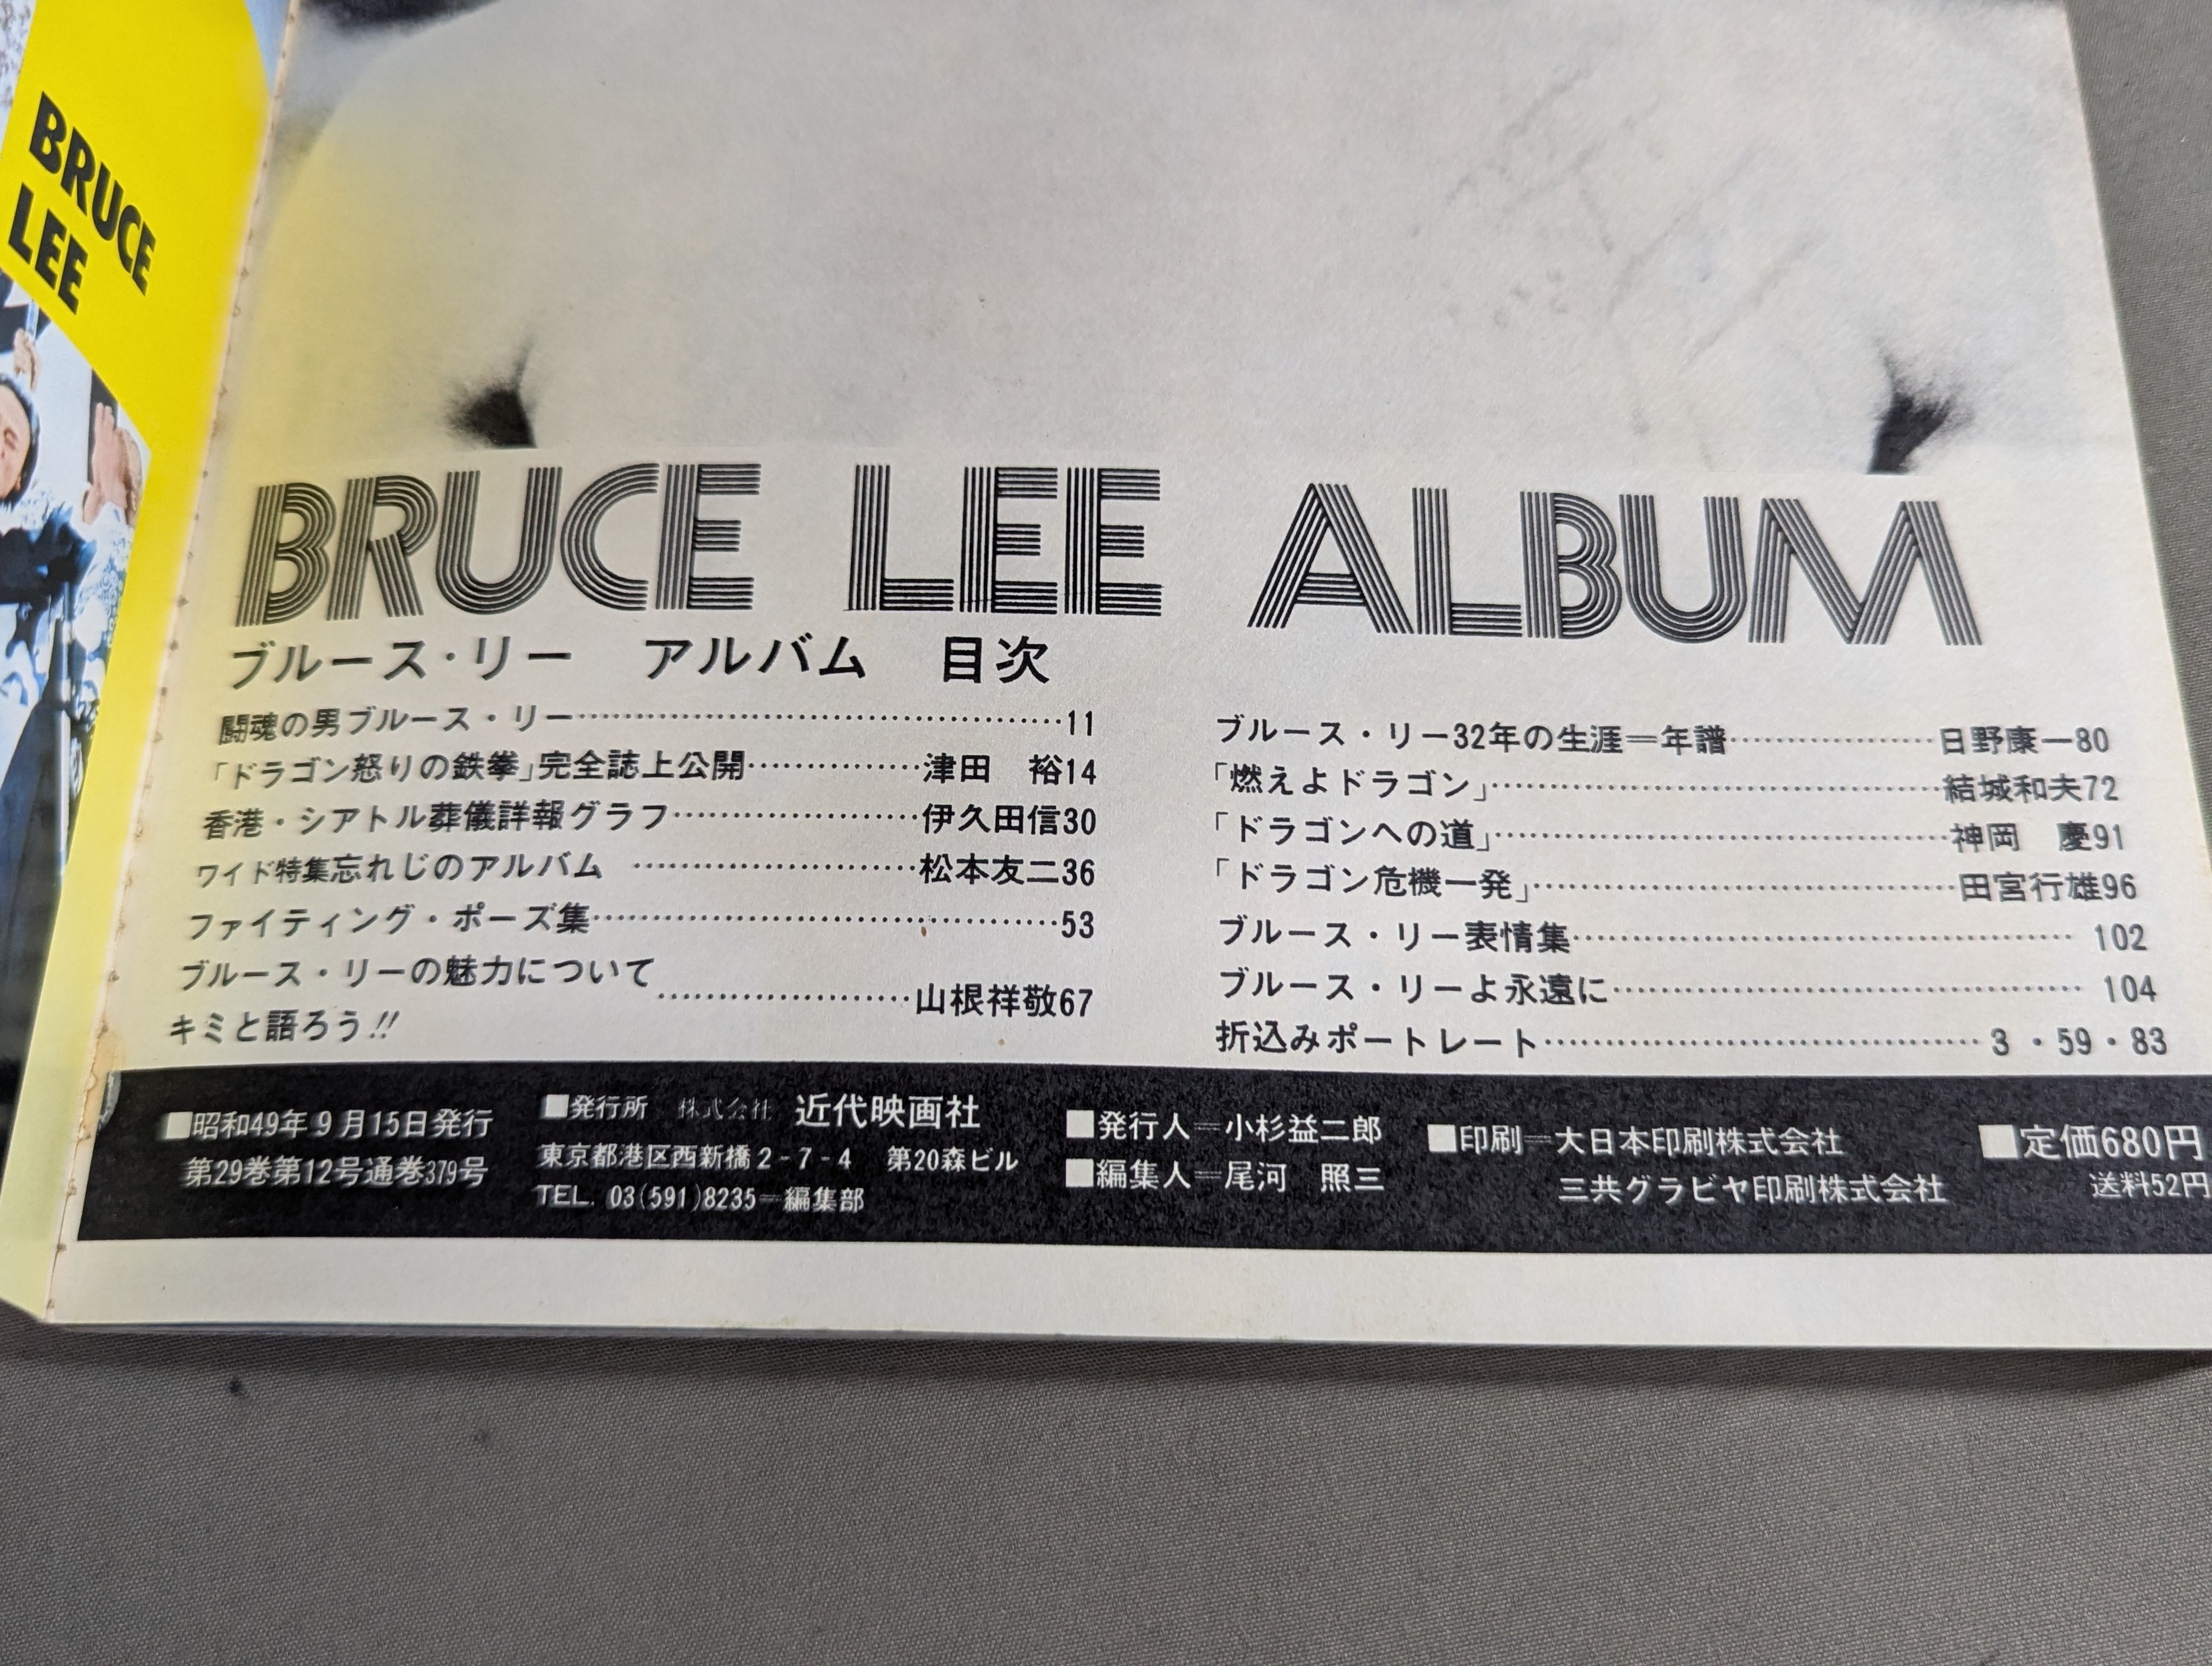 BRUCE
LEE
BRUCE LEE ALBUM
ブルース・リー　アルバム　目次
闘魂の男ブルース・リー……………………………………11
「ドラゴン怒りの鉄拳」完全誌上公開……………津田　裕14
香港・シアトル葬儀詳報グラフ…………………伊久田信30
ワイド特集忘れじのアルバム　……………………松本友二36
ファイティング・ポーズ集……………………………………53
ブルース・リーの魅力について
キミと語ろう!!……………………山根祥敬67
ブルース・リー32年の生涯＝年譜………………日野康一80
「燃えよドラゴン」…………………………………結城和夫72
「ドラゴンへの道」…………………………………神岡　慶91
「ドラゴン危機一発」………………………………田宮行雄96
ブルース・リー表情集……………………………………… 102
ブルース・リーよ永遠に…………………………………… 104
折込みポートレート………………………………3・59・83
■昭和49年9月15日発行
第29巻第12号通巻379号
■発行所　株式会社　近代映画社
東京都港区西新橋2-7-4　第20森ビル
TEL. 03(591)8235＝編集部
■発行人＝小杉益二郎
■編集人＝尾河　照三
■印刷＝大日本印刷株式会社
三共グラビヤ印刷株式会社
■定価680円
送料52円